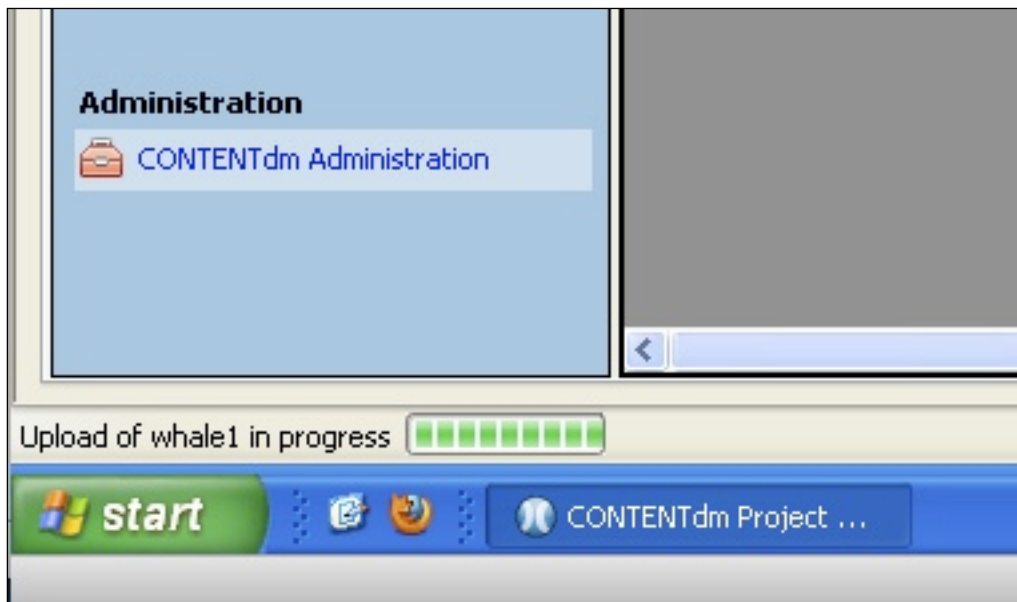 Administration
CONTENTdm Administration
Upload of whale1 in progress
start
CONTENTdm Project ...